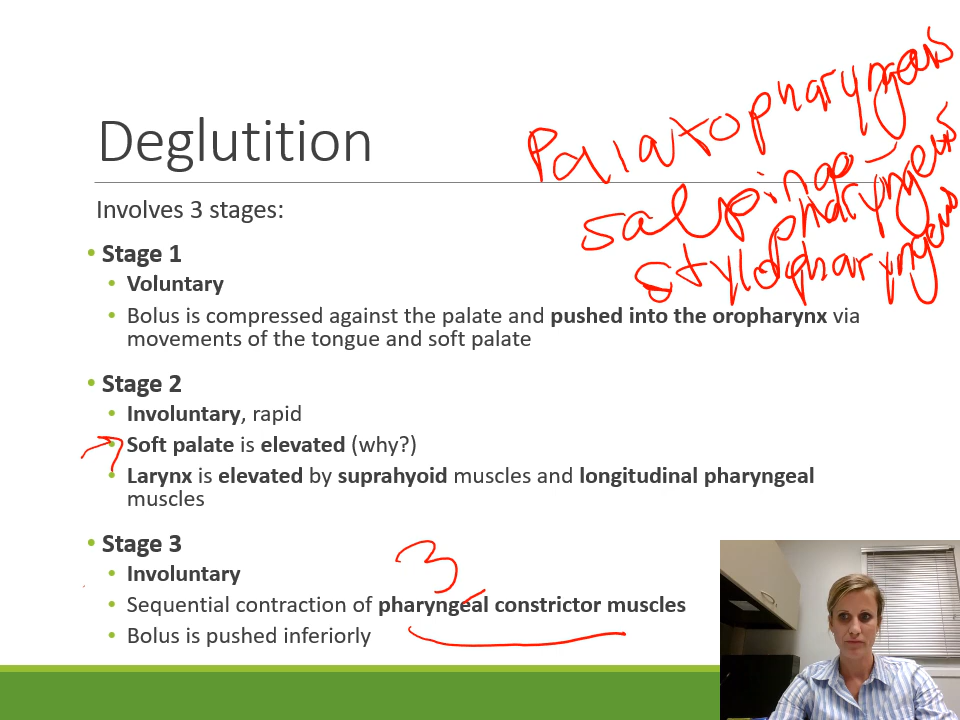 Deglutition
Palatopharyngeus
salpingo-
pharyngeus
stylopharyngeus
Involves 3 stages:
• Stage 1
• Voluntary
• Bolus is compressed against the palate and pushed into the oropharynx via
movements of the tongue and soft palate
• Stage 2
• Involuntary, rapid
• Soft palate is elevated (why?)
• Larynx is elevated by suprahyoid muscles and longitudinal pharyngeal
muscles
• Stage 3
3
• Involuntary
• Sequential contraction of pharyngeal constrictor muscles
• Bolus is pushed inferiorly